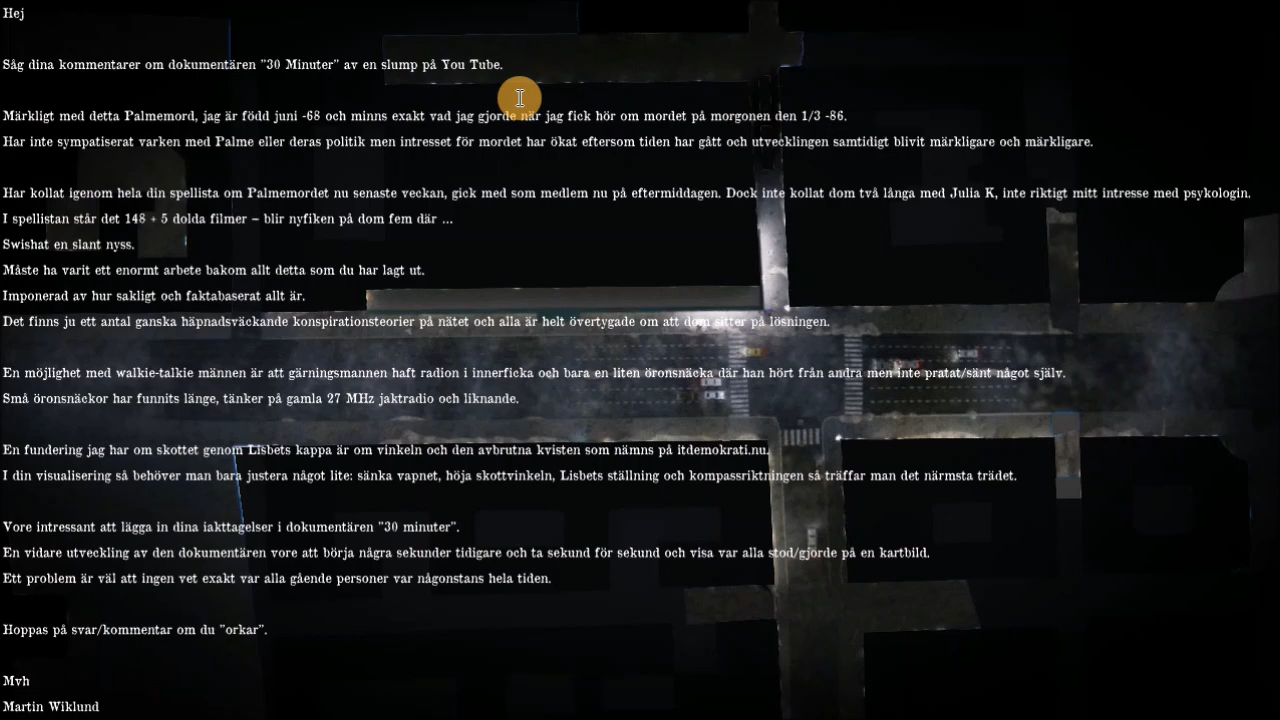 Hej
Såg dina kommentarer om dokumentären "30 Minuter" av en slump på You Tube.
Märkligt med detta Palmemord, jag är född juni -68 och minns exakt vad jag gjorde när jag fick hör om mordet på morgonen den 1/3 -86.
Har inte sympatiserat varken med Palme eller deras politik men intresset för mordet har ökat eftersom tiden har gått och utvecklingen samtidigt blivit märkligare och märkligare.
Har kollat igenom hela din spellista om Palmemordet nu senaste veckan, gick med som medlem nu på eftermiddagen. Dock inte kollat dom två långa med Julia K, inte riktigt mitt intresse med psykologin.
I spellistan står det 148 + 5 dolda filmer – blir nyfiken på dom fem där ...
Swishat en slant nyss.
Måste ha varit ett enormt arbete bakom allt detta som du har lagt ut.
Imponerad av hur sakligt och faktabaserat allt är.
Det finns ju ett antal ganska häpnadsväckande konspirationsteorier på nätet och alla är helt övertygade om att dom sitter på lösningen.
En möjlighet med walkie-talkie männen är att gärningsmannen haft radion i innerficka och bara en liten öronsnäcka där han hört från andra men inte pratat/sänt något själv.
Små öronsnäckor har funnits länge, tänker på gamla 27 MHz jaktradio och liknande.
En fundering jag har om skottet genom Lisbets kappa är om vinkeln och den avbrutna kvisten som nämns på itdemokrati.nu.
I din visualisering så behöver man bara justera något lite: sänka vapnet, höja skottvinkeln, Lisbets ställning och kompassriktningen så träffar man det närmsta trädet.
Vore intressant att lägga in dina iakttagelser i dokumentären "30 minuter".
En vidare utveckling av den dokumentären vore att börja några sekunder tidigare och ta sekund för sekund och visa var alla stod/gjorde på en kartbild.
Ett problem är väl att ingen vet exakt var alla gående personer var någonstans hela tiden.
Hoppas på svar/kommentar om du "orkar".
Mvh
Martin Wiklund